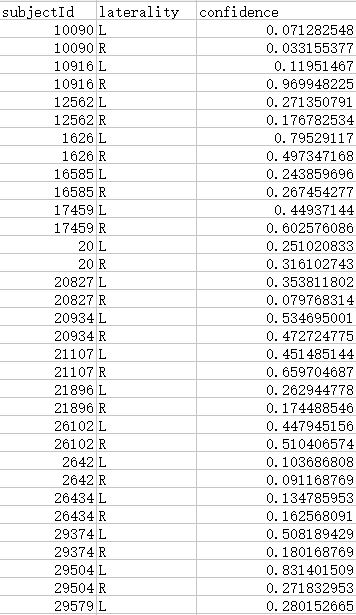 subjectId laterality confidence
10090 L 0.071282548
10090 R 0.033155377
10916 L 0.11951467
10916 R 0.969948225
12562 L 0.271350791
12562 R 0.176782534
1626 L 0.79529117
1626 R 0.497347168
16585 L 0.243859696
16585 R 0.267454277
17459 L 0.44937144
17459 R 0.602576086
20 L 0.251020833
20 R 0.316102743
20827 L 0.353811802
20827 R 0.079768314
20934 L 0.534695001
20934 R 0.472724775
21107 L 0.451485144
21107 R 0.659704687
21896 L 0.262944778
21896 R 0.174488546
26102 L 0.447945156
26102 R 0.510406574
2642 L 0.103686808
2642 R 0.091168769
26434 L 0.134785953
26434 R 0.162568091
29374 L 0.508189429
29374 R 0.180168769
29504 L 0.831401509
29504 R 0.271832953
29579 L 0.280152665